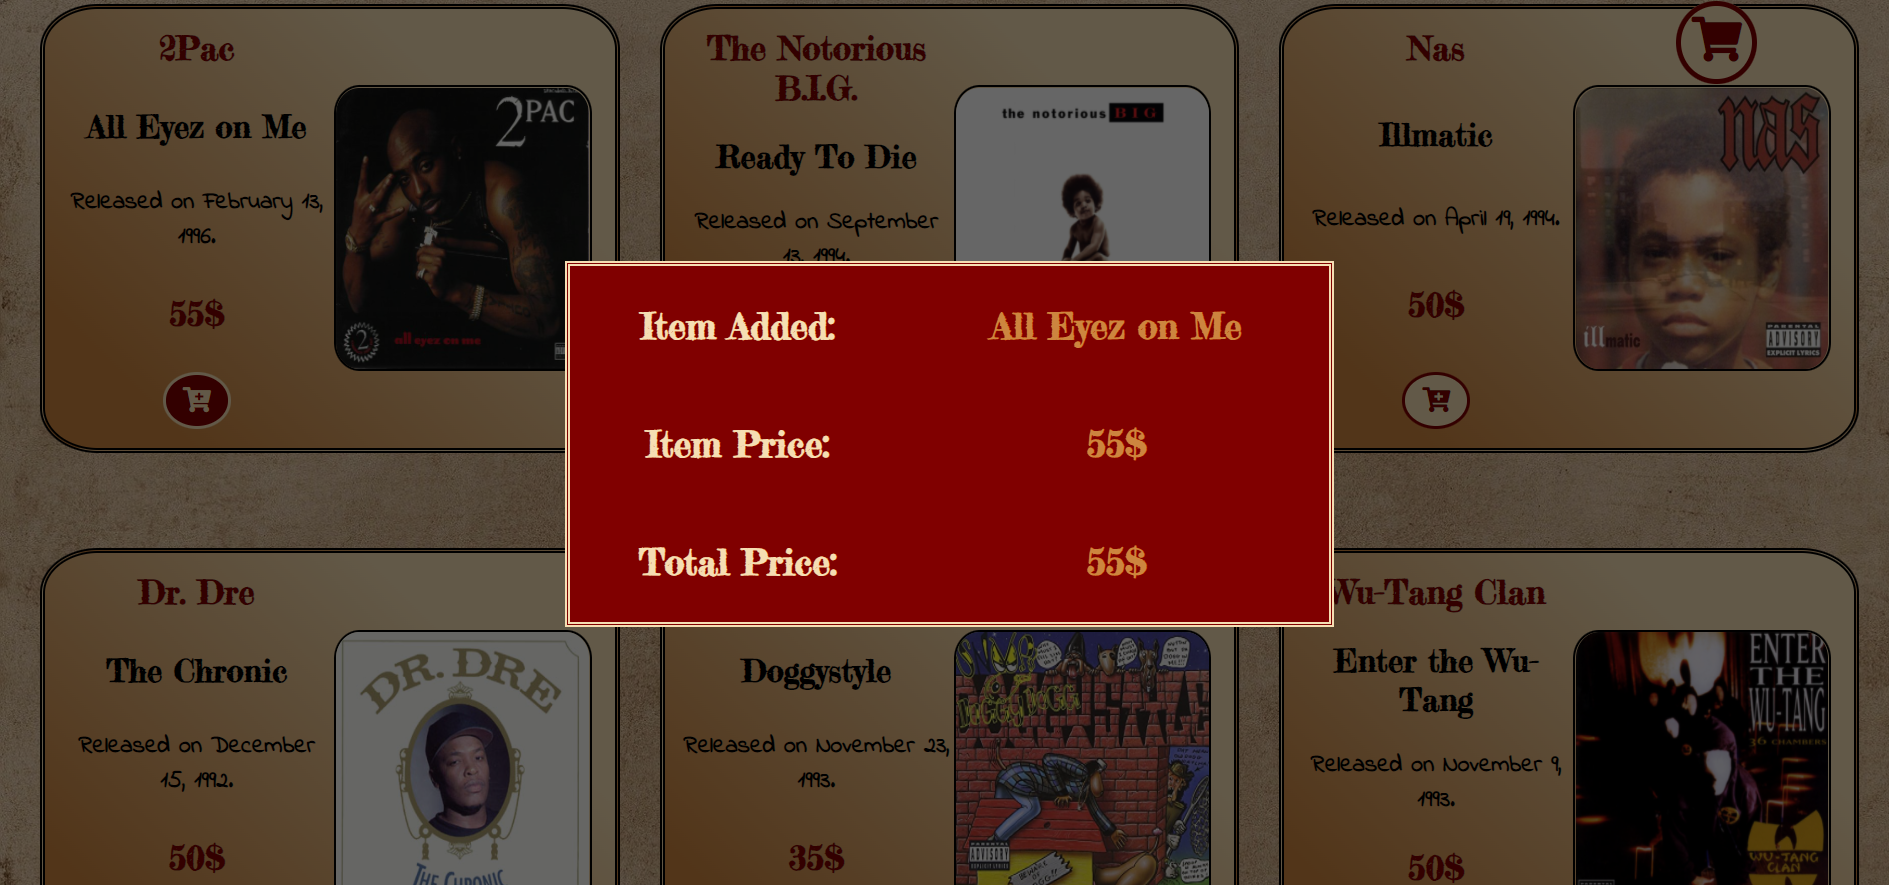 2Pac
All Eyez on Me
Released on February 13,
1996.
55$
2PAC
2
all eyez on me
The Notorious
B.I.G.
Ready To Die
Released on September
13, 1994.
the notorious BIG
Nas
Illmatic
Released on April 19, 1994.
50$
nas
illmatic
PARENTAL
ADVISORY
EXPLICIT LYRICS
Item Added: All Eyez on Me
Item Price: 55$
Total Price: 55$
Dr. Dre
The Chronic
Released on December
15, 1992.
50$
DR. DRE
THE CHRONIC
Doggystyle
Released on November 23,
1993.
35$
ADVISORY
BEWARE
Wu-Tang Clan
Enter the Wu-
Tang
Released on November 9,
1993.
50$
ENTER
THE
WU-TANG
36 CHAMBERS
WU-TANG
CLAN